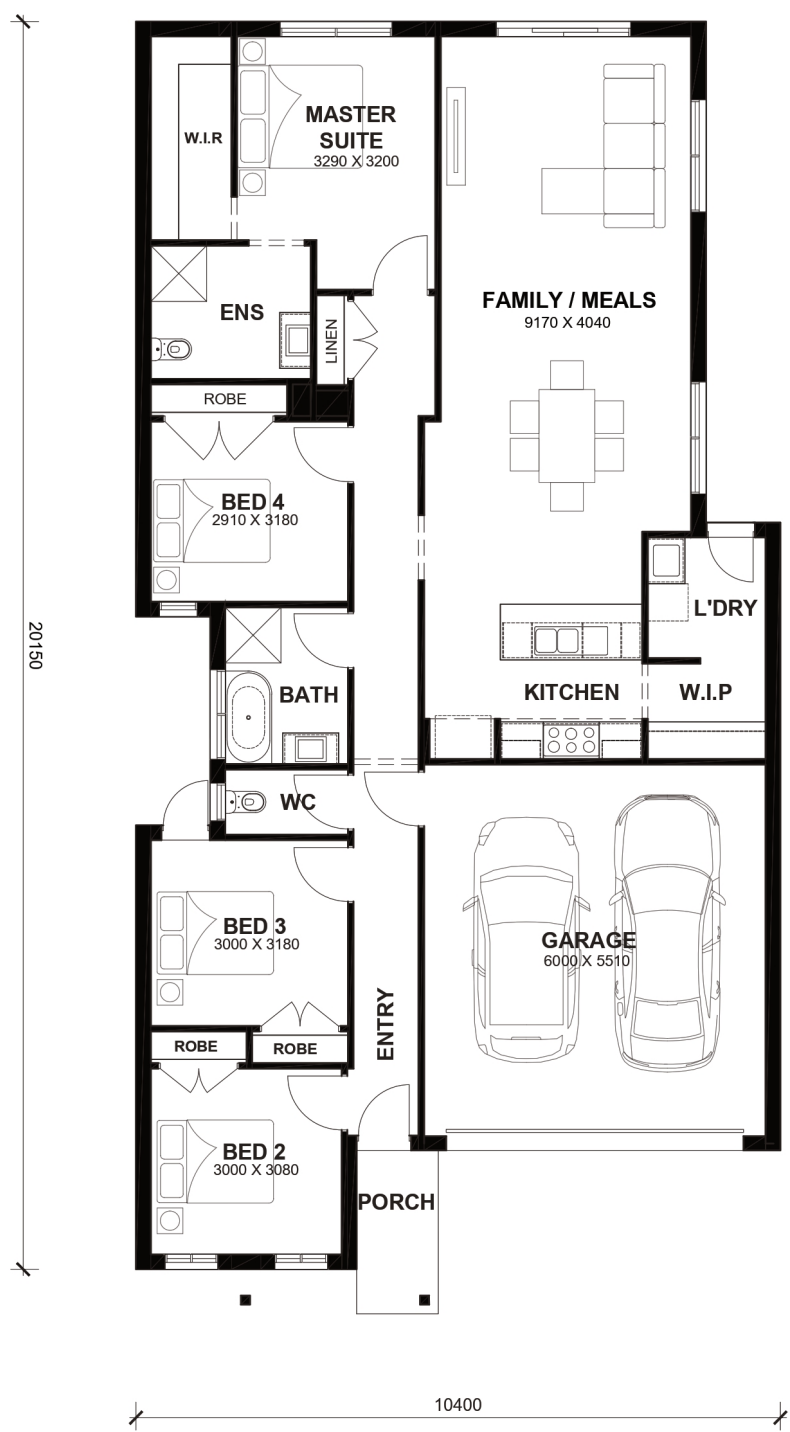 W.I.R
MASTER
SUITE
3290 X 3200
FAMILY / MEALS
9170 X 4040
ENS
LINEN
ROBE
BED 4
2910 X 3180
L'DRY
20150
BATH
KITCHEN
W.I.P
WC
BED 3
3000 X 3180
GARAGE
6000 X 5510
ENTRY
ROBE
ROBE
BED 2
3000 X 3080
PORCH
10400